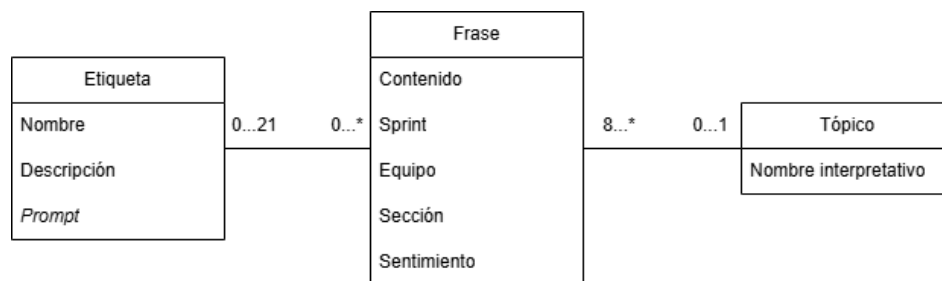 Etiqueta
Nombre
Descripción
Prompt
0...21
0...*
Frase
Contenido
Sprint
Equipo
Sección
Sentimiento
8...*
0...1
Tópico
Nombre interpretativo